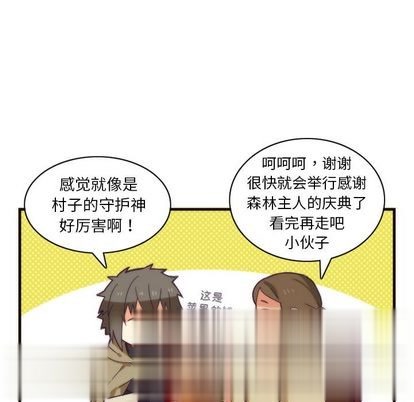 感觉就像是
村子的守护神
好厉害啊！
呵呵呵，谢谢
很快就会举行感谢
森林主人的庆典了
看完再走吧
小伙子
这是